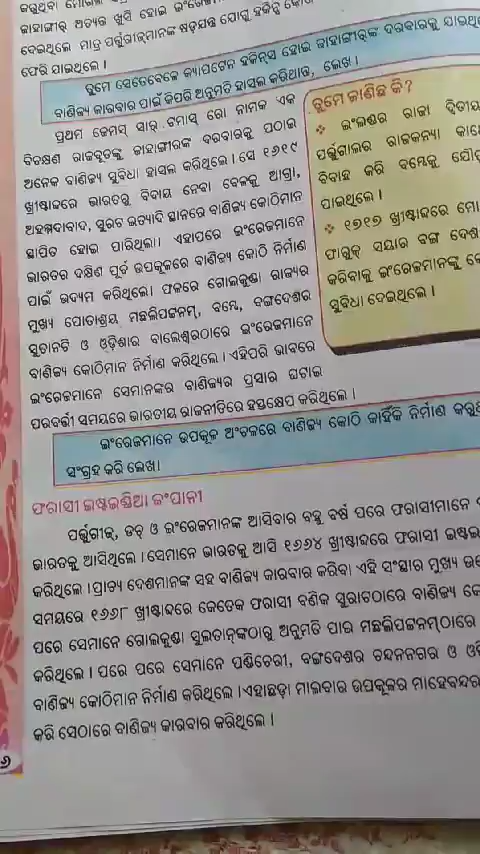 ଜାହାଙ୍ଗୀର୍ ଅତ୍ୟନ୍ତ ଖୁସି ହୋଇ ଇଂରେଜ
ଦେଇଥିଲେ ମାତ୍ର ପର୍ତ୍ତୁଗୀଜ୍‌ମାନଙ୍କ ଷଡ଼ଯନ୍ତ୍ର ଯୋଗୁ ହକିନ୍ସ
ଫେରି ଯାଇଥିଲେ ।
ତୁମେ ସେତେବେଳେ କ୍ୟାପଟେନ ହକିନ୍ସ ହୋଇ ଜାହାଙ୍ଗୀର୍‌ଙ୍କ ଦରବାରକୁ ଯାଇଥିଲେ
ବାଣିଜ୍ୟ କାରବାର ପାଇଁ କିପରି ଅନୁମତି ହାସଲ କରିଥାନ୍ତ, ଲେଖ ।
ପ୍ରଥମ ଜେମସ୍ ସାର୍ ଟମାସ୍ ରୋ ନାମକ ଏକ
ବିଚକ୍ଷଣ ରାଜଦୂତଙ୍କୁ ଜାହାଙ୍ଗୀରଙ୍କ ଦରବାରକୁ ପଠାଇ
ଅନେକ ବାଣିଜ୍ୟ ସୁବିଧା ହାସଲ କରିଥିଲେ । ସେ ୧୬୧୯
ଖ୍ରୀଷ୍ଟାବ୍ଦରେ ଭାରତରୁ ବିଦାୟ ନେବା ବେଳକୁ ଆଗ୍ରା,
ଅହମ୍ମଦାବାଦ, ସୁରଟ ଇତ୍ୟାଦି ସ୍ଥାନରେ ବାଣିଜ୍ୟ କୋଠିମାନ
ସ୍ଥାପିତ ହୋଇ ପାରିଥିଲା। ଏହାପରେ ଇଂରେଜମାନେ
ଭାରତର ଦକ୍ଷିଣ ପୂର୍ବ ଉପକୂଳରେ ବାଣିଜ୍ୟ କୋଠି ନିର୍ମାଣ
ପାଇଁ ଉଦ୍ୟମ କରିଥିଲେ। ଫଳରେ ଗୋଲକୁଣ୍ଡା ରାଜ୍ୟର
ମୁଖ୍ୟ ପୋତାଶ୍ରୟ ମଛଲିପଟ୍ଟନମ୍, ବମ୍ବେ, ବଙ୍ଗଦେଶର
ସୁତାନଟି ଓ ଓଡ଼ିଶାର ବାଲେଶ୍ୱରଠାରେ ଇଂରେଜମାନେ
ବାଣିଜ୍ୟ କୋଠିମାନ ନିର୍ମାଣ କରିଥିଲେ । ଏହିପରି ଭାବରେ
ଇଂରେଜମାନେ ସେମାନଙ୍କର ବାଣିଜ୍ୟର ପ୍ରସାର ଘଟାଇ
ପରବର୍ତ୍ତୀ ସମୟରେ ଭାରତୀୟ ରାଜନୀତିରେ ହସ୍ତକ୍ଷେପ କରିଥିଲେ ।
ତୁମେ ଜାଣିଛ କି?
❖ ଇଂଲଣ୍ଡର ରାଜା ଦ୍ୱିତୀୟ
ପର୍ତ୍ତୁଗାଲର ରାଜକନ୍ୟା
ବିବାହ କରି ବମ୍ବେକୁ
ପାଇଥିଲେ ।
❖ ୧୭୧୭ ଖ୍ରୀଷ୍ଟାବ୍ଦରେ
ଫାରୁକ୍ ସୟାର ବଙ୍ଗ
କରିବାକୁ ଇଂରେଜମାନଙ୍କୁ
ସୁବିଧା ଦେଇଥିଲେ ।
ଇଂରେଜମାନେ ଉପକୂଳ ଅଂଚଳରେ ବାଣିଜ୍ୟ କୋଠି କାହିଁକି ନିର୍ମାଣ
ସଂଗ୍ରହ କରି ଲେଖ।
ଫରାସୀ ଇଷ୍ଟଇଣ୍ଡିଆ କଂପାନୀ
ପର୍ତ୍ତୁଗୀଜ୍, ଡଚ୍ ଓ ଇଂରେଜମାନଙ୍କ ଆସିବାର ବହୁ ବର୍ଷ ପରେ ଫରାସୀମାନେ
ଭାରତକୁ ଆସିଥିଲେ । ସେମାନେ ଭାରତକୁ ଆସି ୧୬୬୪ ଖ୍ରୀଷ୍ଟାବ୍ଦରେ ଫରାସୀ
କରିଥିଲେ । ପ୍ରାଚ୍ୟ ଦେଶମାନଙ୍କ ସହ ବାଣିଜ୍ୟ କାରବାର କରିବା ଏହି ସଂସ୍ଥାର ମୁଖ୍ୟ
ସମୟରେ ୧୬୬୮ ଖ୍ରୀଷ୍ଟାବ୍ଦରେ କେତେକ ଫରାସୀ ବଣିକ ସୁରାଟଠାରେ ବାଣିଜ୍ୟ
ପରେ ସେମାନେ ଗୋଲକୁଣ୍ଡା ସୁଲତାନ୍‌ଙ୍କଠାରୁ ଅନୁମତି ପାଇ ମଛଲିପଟ୍ଟନମ୍‌ଠାରେ
କରିଥିଲେ । ପରେ ପରେ ସେମାନେ ପଣ୍ଡିଚେରୀ, ବଙ୍ଗଦେଶର ଚନ୍ଦନନଗର ଓ
ବାଣିଜ୍ୟ କୋଠିମାନ ନିର୍ମାଣ କରିଥିଲେ ।ଏହାଛଡ଼ା ମାଲବାର ଉପକୂଳର ମାହେବନ୍ଦର
କରି ସେଠାରେ ବାଣିଜ୍ୟ କାରବାର କରିଥିଲେ ।
୬